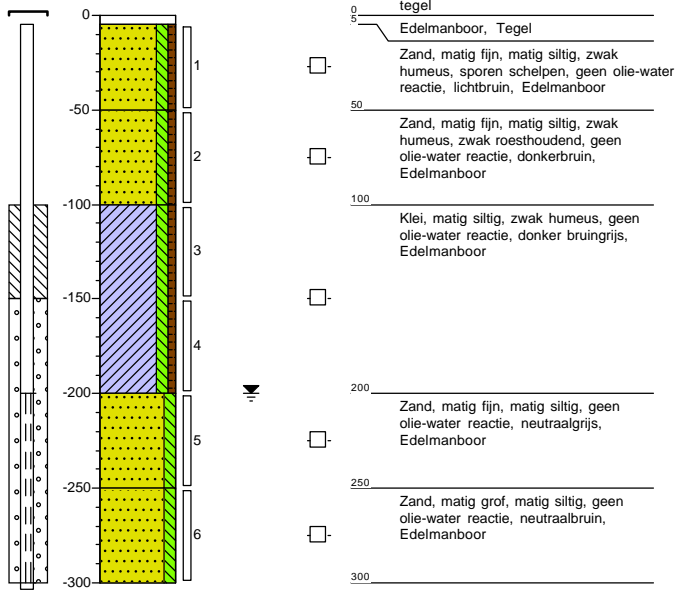 0
-50
-100
-150
-200
-250
-300
1
2
3
4
5
6
0
tegel
5
Edelmanboor, Tegel
Zand, matig fijn, matig siltig, zwak
humeus, sporen schelpen, geen olie-water
reactie, lichtbruin, Edelmanboor
50
Zand, matig fijn, matig siltig, zwak
humeus, zwak roesthoudend, geen
olie-water reactie, donkerbruin,
Edelmanboor
100
Klei, matig siltig, zwak humeus, geen
olie-water reactie, donker bruingrijs,
Edelmanboor
200
Zand, matig fijn, matig siltig, geen
olie-water reactie, neutraalgrijs,
Edelmanboor
250
Zand, matig grof, matig siltig, geen
olie-water reactie, neutraalbruin,
Edelmanboor
300